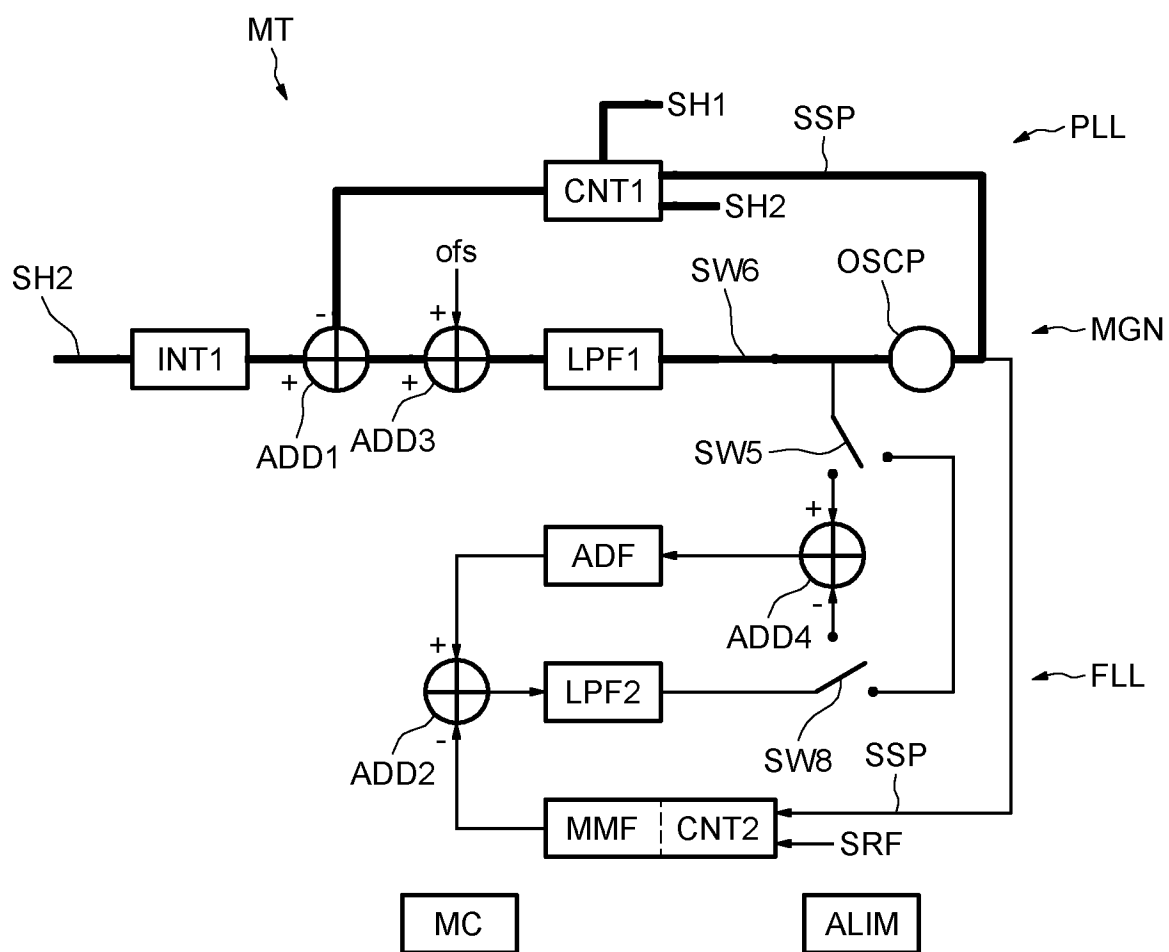 MT
SH1
SSP
PLL
CNT1
SH2
ofs
SH2
SW6
OSCP
-
+
MGN
INT1
LPF1
+
+
ADD1
ADD3
SW5
+
ADF
-
ADD4
+
LPF2
FLL
-
ADD2
SW8
SSP
MMF
CNT2
SRF
MC
ALIM